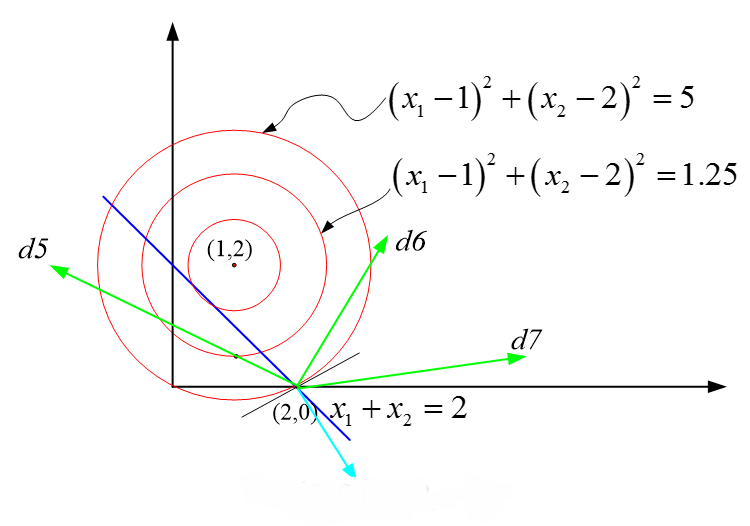 (x₁ − 1)² + (x₂ − 2)² = 5
(x₁ − 1)² + (x₂ − 2)² = 1.25
d5
(1,2)
d6
d7
(2,0)
x₁ + x₂ = 2